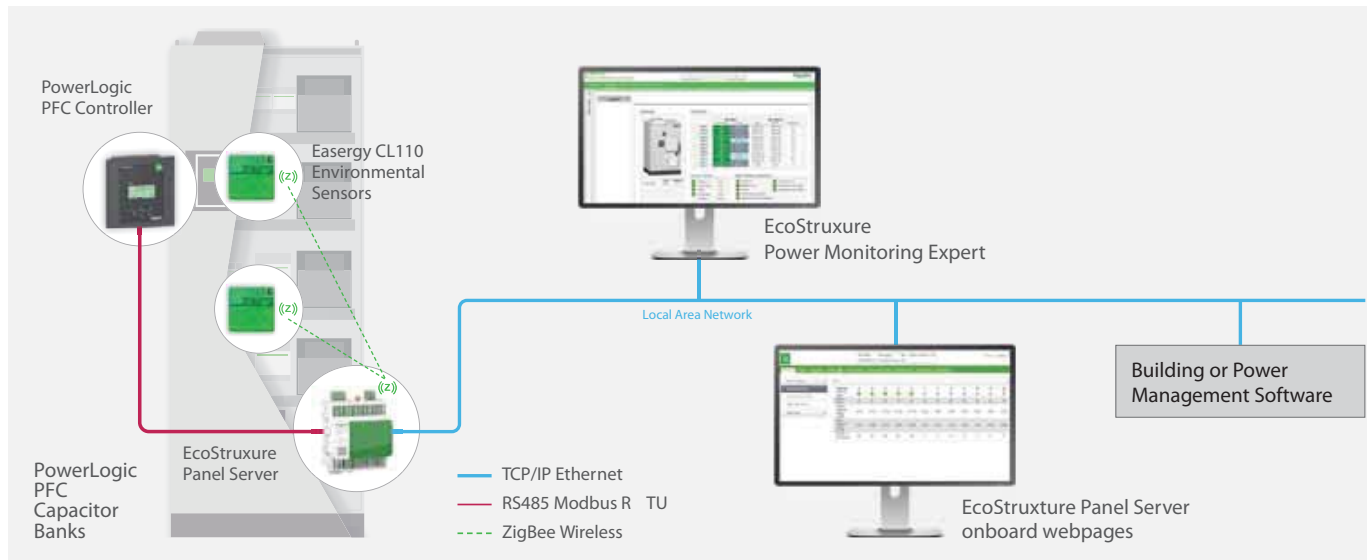 PowerLogic
PFC Controller
Easergy CL110
Environmental
Sensors
((z))
((z))
((z))
EcoStruxure
Power Monitoring Expert
Local Area Network
Building or Power
Management Software
EcoStruxure
Panel Server
PowerLogic
PFC
Capacitor
Banks
TCP/IP Ethernet
RS485 Modbus R TU
ZigBee Wireless
EcoStruxture Panel Server
onboard webpages